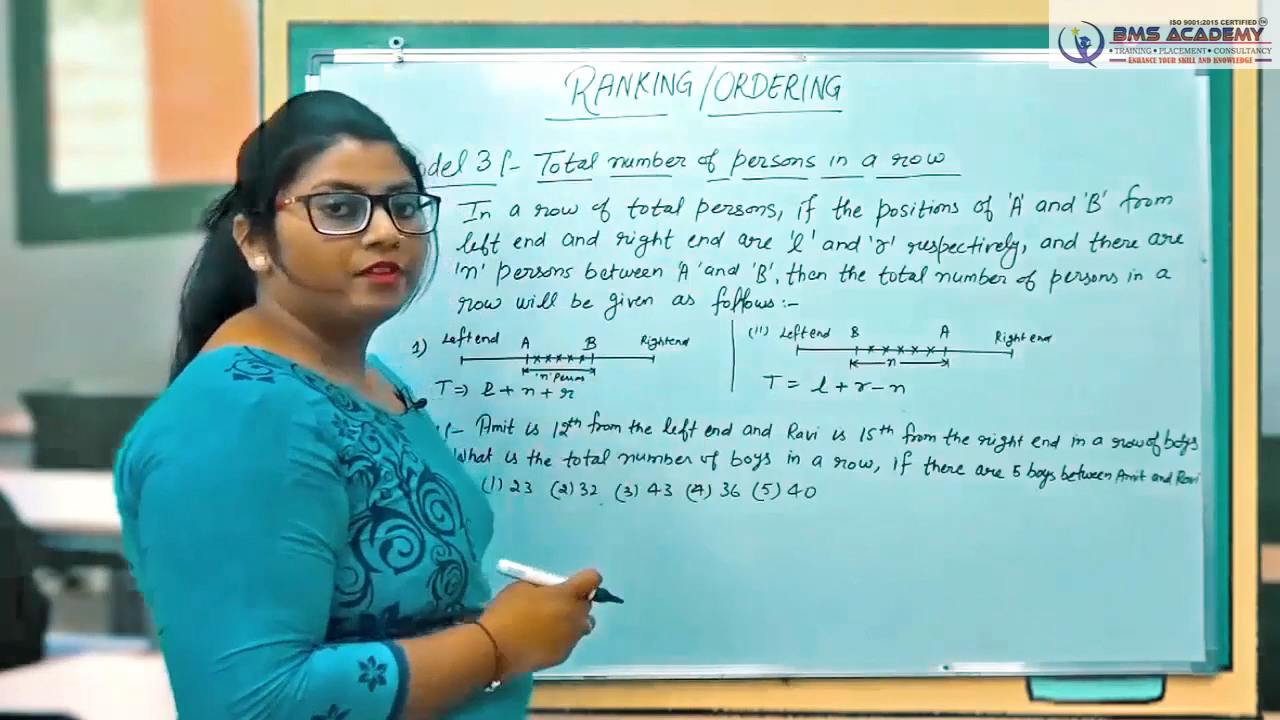 ISO 9001:2015 CERTIFIED TM
BMS ACADEMY
• TRAINING • PLACEMENT • CONSULTANCY
ENHANCE YOUR SKILL AND KNOWLEDGE
RANKING/ORDERING
odel 3 :- Total number of persons in a row
In a row of total persons, if the positions of 'A' and 'B' from
left end and right end are 'l' and 'r' respectively, and there are
'n' persons between 'A' and 'B', then the total number of persons in a
row will be given as follows :-
1) Left end A B Right end
'n' Person
T => l + n + r
(11) Left end B A Right end
n
T = l + r - n
:- Amit is 12th from the left end and Ravi is 15th from the right end in a row of boys
What is the total number of boys in a row, if there are 5 boys between Amit and Ravi
(1) 23 (2) 32 (3) 43 (4) 36 (5) 40